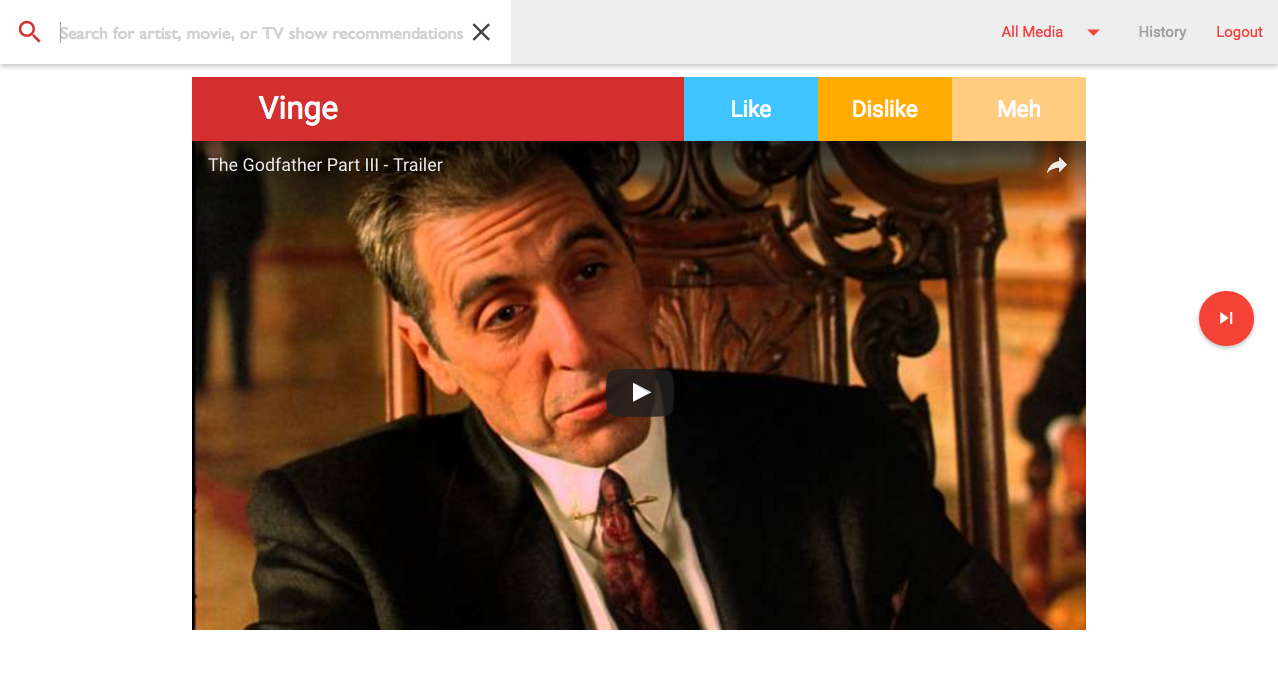 Search for artist, movie, or TV show recommendations
All Media History Logout
Vinge Like Dislike Meh
The Godfather Part III - Trailer